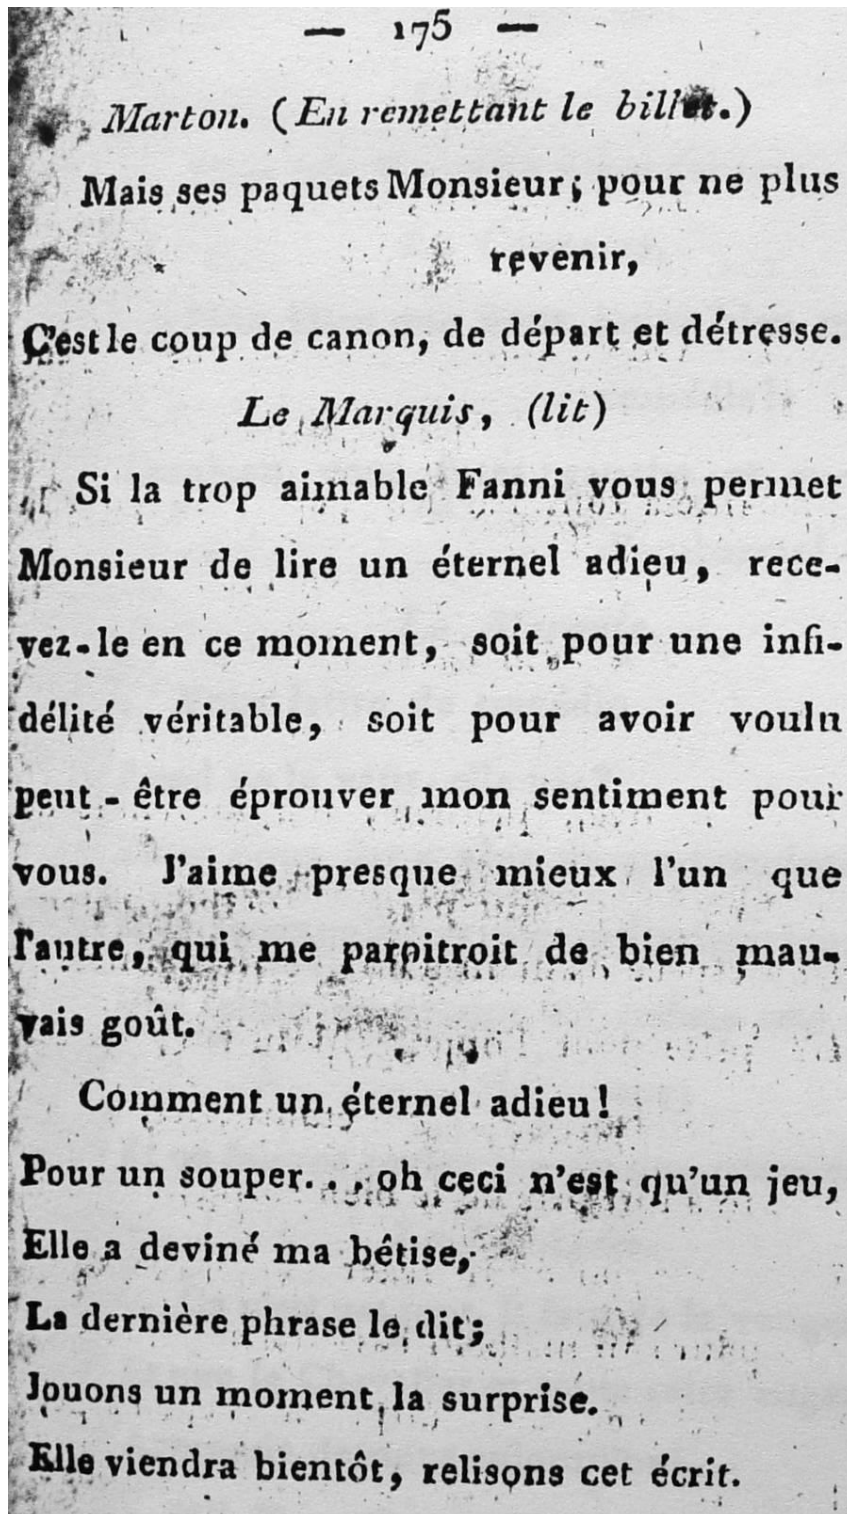 — 175 —
Marton. (En remettant le billet.)
Mais ses paquets Monsieur; pour ne plus
revenir,
C'est le coup de canon, de départ et détresse.
Le Marquis, (lit)
Si la trop aimable Fanni vous permet
Monsieur de lire un éternel adieu, rece-
vez-le en ce moment, soit pour une infi-
délité véritable, soit pour avoir voulu
peut-être éprouver mon sentiment pour
vous. J'aime presque mieux l'un que
l'autre, qui me paroitroit de bien mau-
vais goût.
Comment un éternel adieu!
Pour un souper... oh ceci n'est qu'un jeu,
Elle a deviné ma bêtise,
La dernière phrase le dit;
Jouons un moment la surprise.
Elle viendra bientôt, relisons cet écrit.